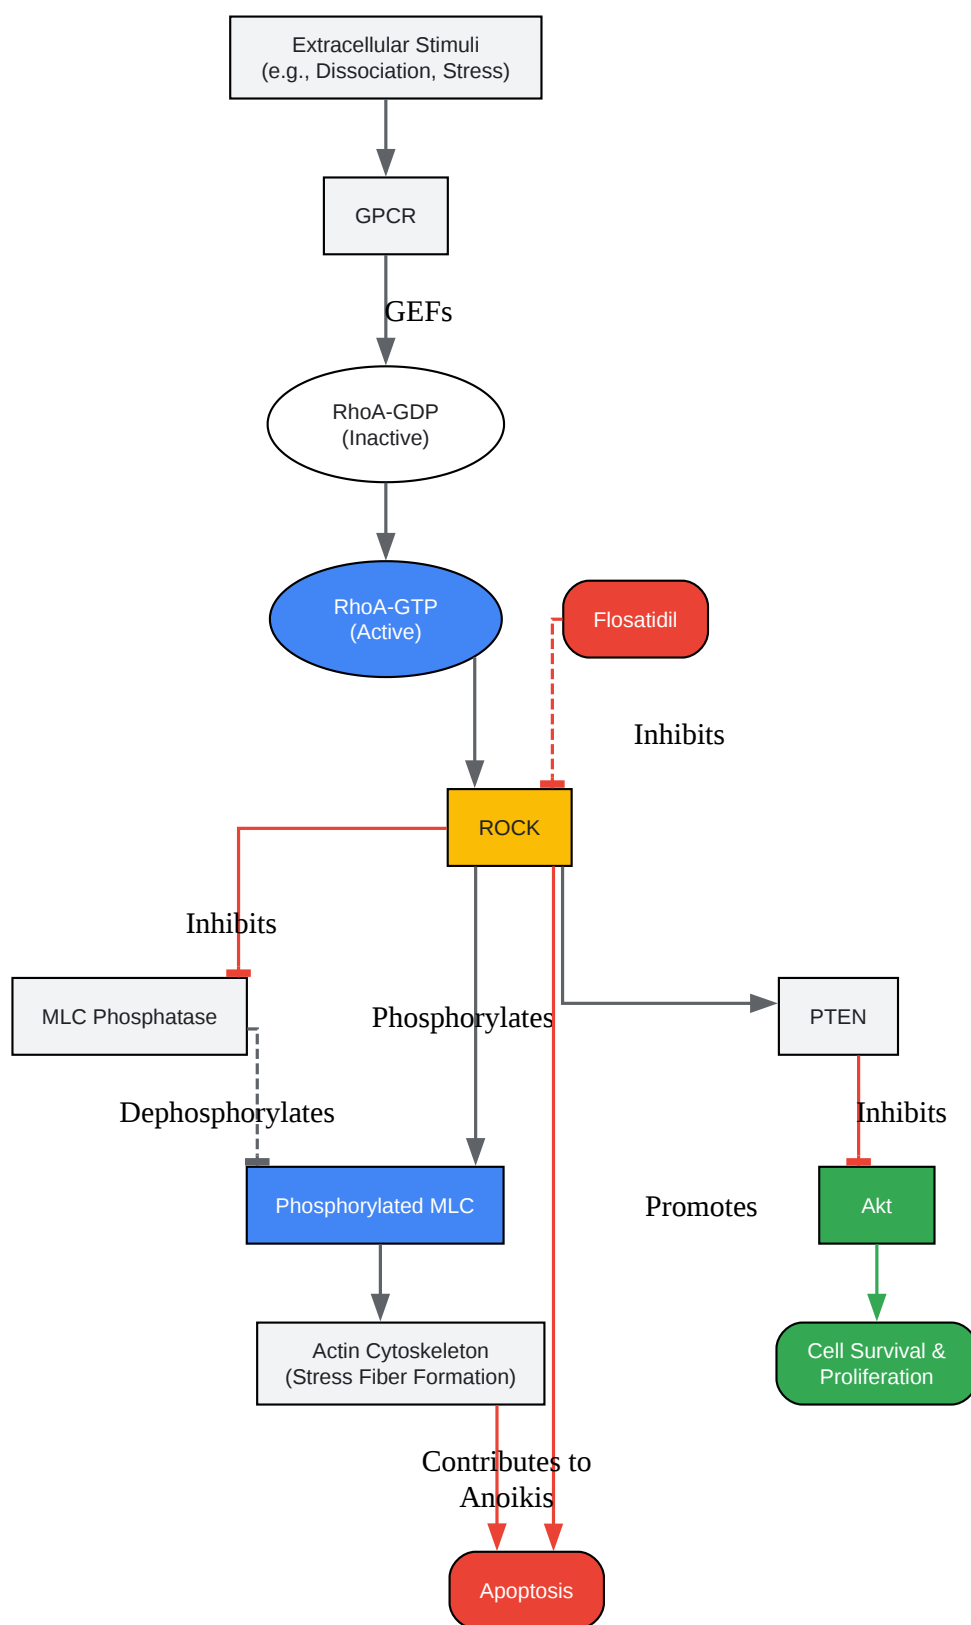 Extracellular Stimuli
(e.g., Dissociation, Stress)
GPCR
GEFs
RhoA-GDP
(Inactive)
RhoA-GTP
(Active)
Flosatidil
Inhibits
ROCK
Inhibits
MLC Phosphatase
Phosphorylates
PTEN
Dephosphorylates
Inhibits
Phosphorylated MLC
Promotes
Akt
Actin Cytoskeleton
(Stress Fiber Formation)
Cell Survival &
Proliferation
Contributes to
Anoikis
Apoptosis